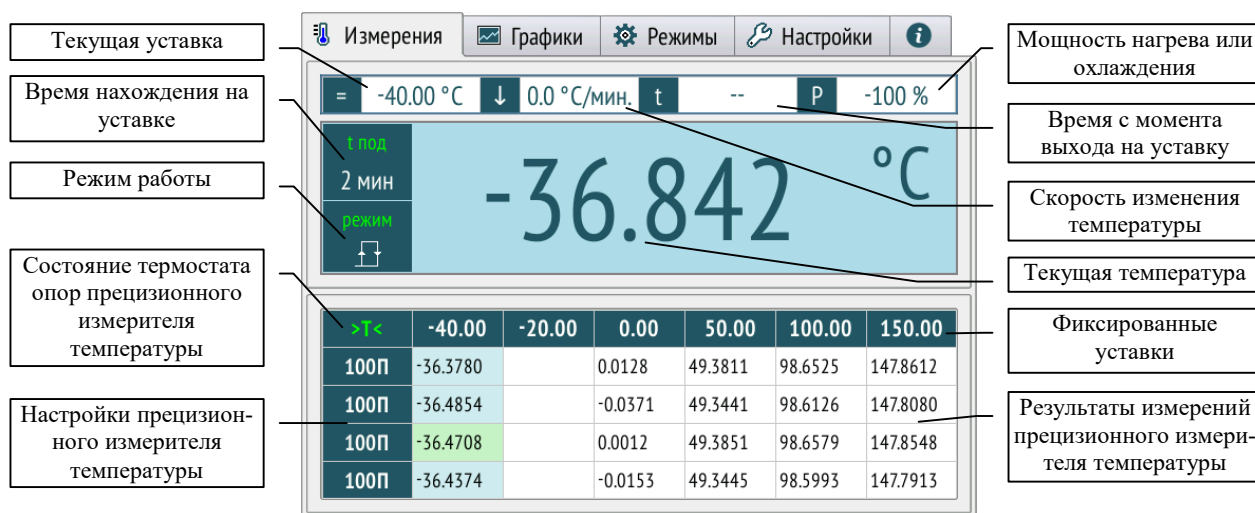 Измерения Графики Режимы Настройки i
Текущая уставка
Время нахождения на
уставке
Режим работы
Состояние термостата
опор прецизионного
измерителя
температуры
Настройки прецизион-
ного измерителя
температуры
= -40.00 °C ↓ 0.0 °C/мин. t -- P -100 %
t под
2 мин
режим
-36.842 °C
>T< -40.00 -20.00 0.00 50.00 100.00 150.00
100П -36.3780 0.0128 49.3811 98.6525 147.8612
100П -36.4854 -0.0371 49.3441 98.6126 147.8080
100П -36.4708 0.0012 49.3851 98.6579 147.8548
100П -36.4374 -0.0153 49.3445 98.5993 147.7913
Мощность нагрева или
охлаждения
Время с момента
выхода на уставку
Скорость изменения
температуры
Текущая температура
Фиксированные
уставки
Результаты измерений
прецизионного измери-
теля температуры